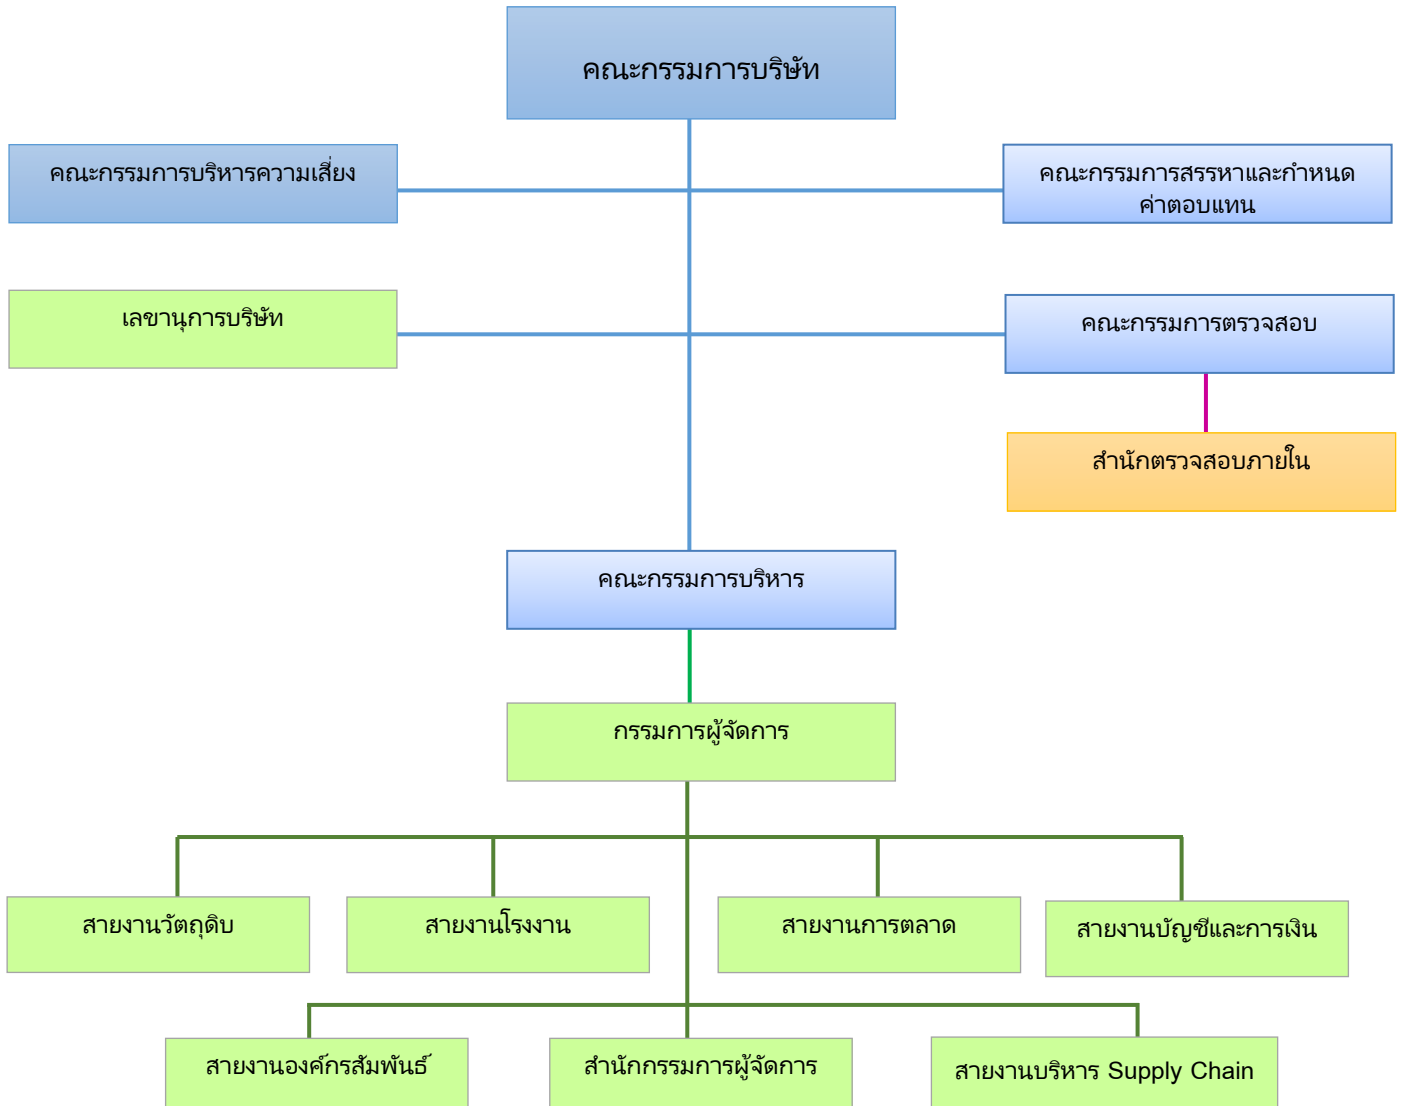 คณะกรรมการบริษัท
คณะกรรมการบริหารความเสี่ยง
คณะกรรมการสรรหาและกำหนด
ค่าตอบแทน
เลขานุการบริษัท
คณะกรรมการตรวจสอบ
สำนักตรวจสอบภายใน
คณะกรรมการบริหาร
กรรมการผู้จัดการ
สายงานวัตถุดิบ
สายงานโรงงาน
สายงานการตลาด
สายงานบัญชีและการเงิน
สายงานองค์กรสัมพันธ์
สำนักกรรมการผู้จัดการ
สายงานบริหาร Supply Chain